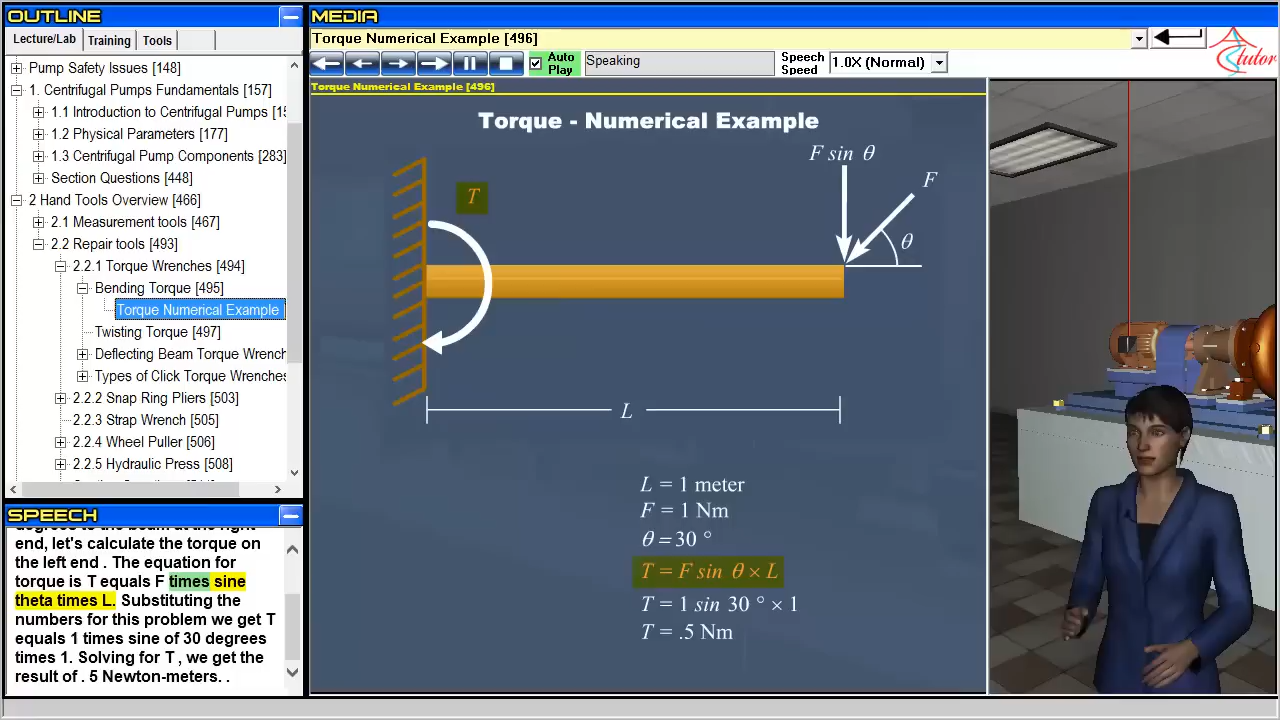 OUTLINE
Lecture/Lab Training Tools
Pump Safety Issues [148]
1. Centrifugal Pumps Fundamentals [157]
1.1 Introduction to Centrifugal Pumps
1.2 Physical Parameters [177]
1.3 Centrifugal Pump Components [283]
Section Questions [448]
2 Hand Tools Overview [466]
2.1 Measurement tools [467]
2.2 Repair tools [493]
2.2.1 Torque Wrenches [494]
Bending Torque [495]
Torque Numerical Example
Twisting Torque [497]
Deflecting Beam Torque Wrench
Types of Click Torque Wrenches
2.2.2 Snap Ring Pliers [503]
2.2.3 Strap Wrench [505]
2.2.4 Wheel Puller [506]
2.2.5 Hydraulic Press [508]
SPEECH
degrees to the beam at the right
end, let's calculate the torque on
the left end . The equation for
torque is T equals F times sine
theta times L. Substituting the
numbers for this problem we get T
equals 1 times sine of 30 degrees
times 1. Solving for T , we get the
result of . 5 Newton-meters. .
MEDIA
Torque Numerical Example [496]
Auto
Play
Speaking
Speech
Speed
1.0X (Normal)
tutor
Torque Numerical Example [496]
Torque - Numerical Example
F sin θ
F
T
θ
L
L = 1 meter
F = 1 Nm
θ = 30 °
T = F sin θ × L
T = 1 sin 30 ° × 1
T = .5 Nm